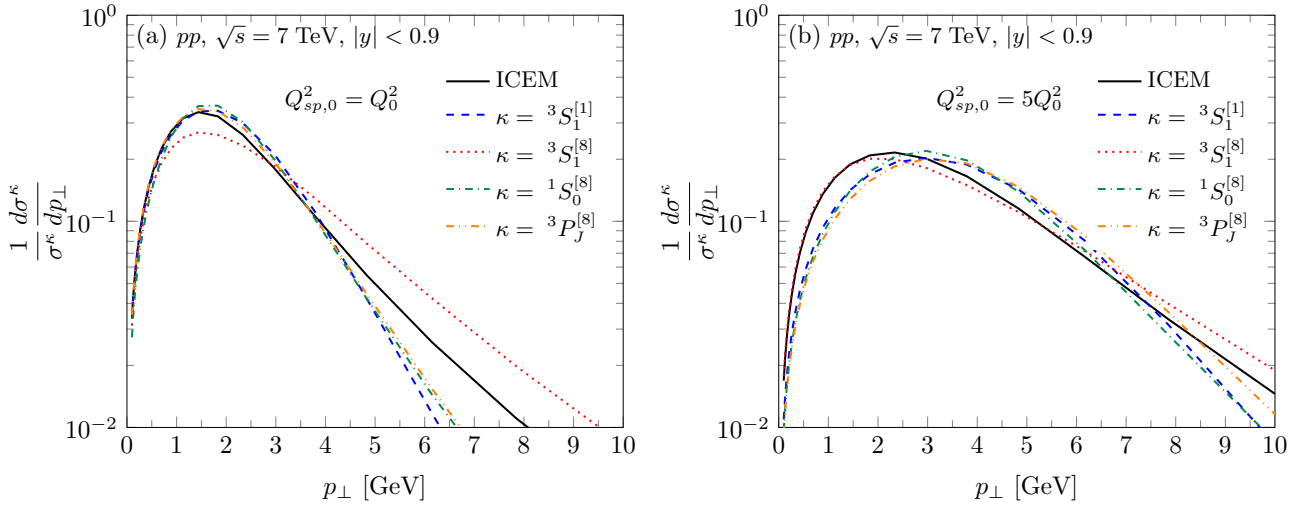 (a) pp, √s = 7 TeV, |y| < 0.9
Q²ₛₚ,₀ = Q²₀
ICEM
κ = ³S₁^[1]
κ = ³S₁^[8]
κ = ¹S₀^[8]
κ = ³P_J^[8]
10⁰
10⁻¹
10⁻²
1/σ^κ dσ^κ/dp⊥
0 1 2 3 4 5 6 7 8 9 10
p⊥ [GeV]
(b) pp, √s = 7 TeV, |y| < 0.9
Q²ₛₚ,₀ = 5Q²₀
ICEM
κ = ³S₁^[1]
κ = ³S₁^[8]
κ = ¹S₀^[8]
κ = ³P_J^[8]
10⁰
10⁻¹
10⁻²
1/σ^κ dσ^κ/dp⊥
0 1 2 3 4 5 6 7 8 9 10
p⊥ [GeV]